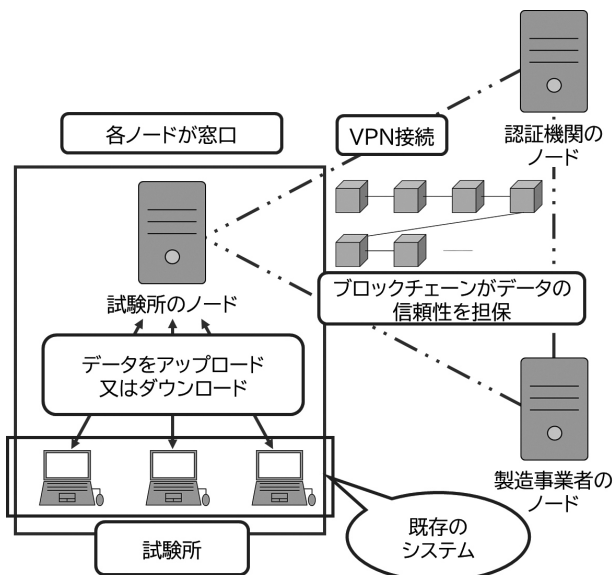 各ノードが窓口
VPN接続
認証機関の
ノード
試験所のノード
ブロックチェーンがデータの
信頼性を担保
データをアップロード
又はダウンロード
製造事業者の
ノード
既存の
システム
試験所